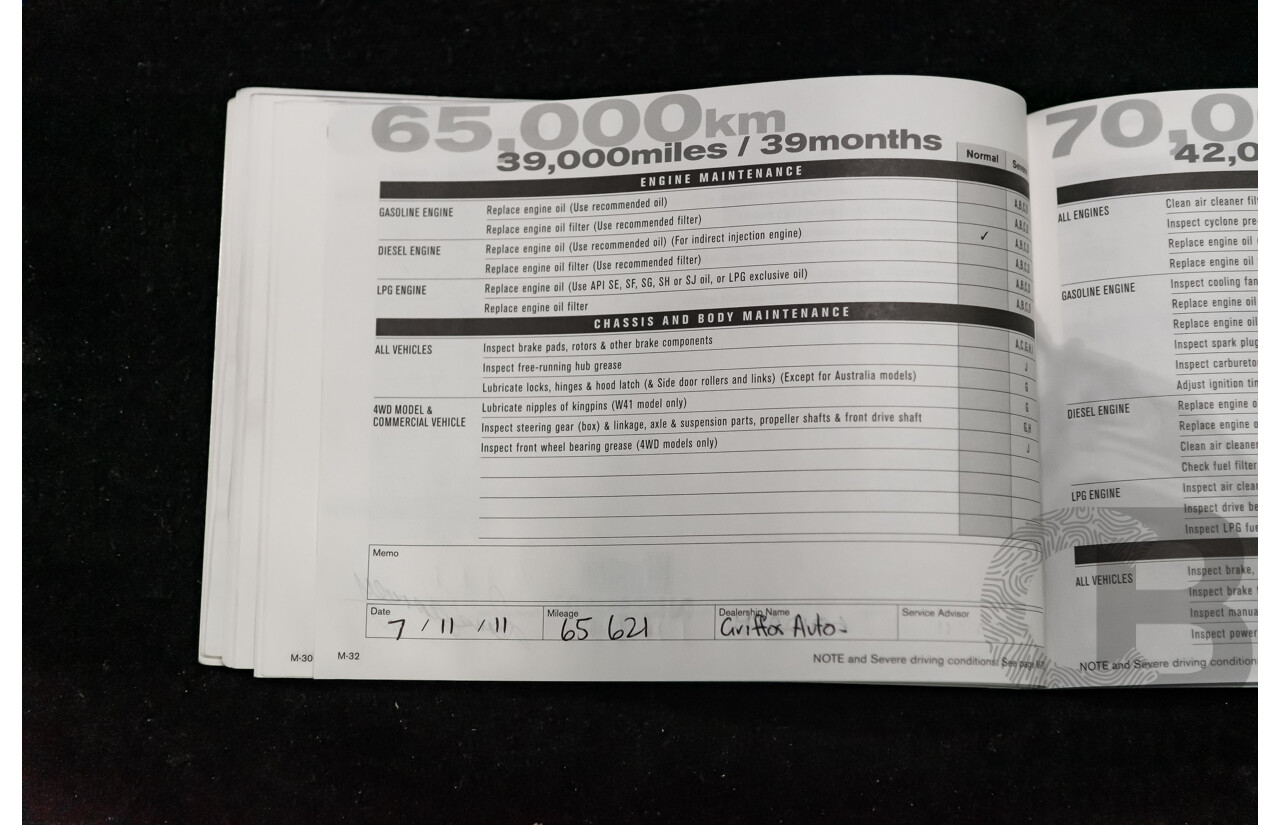 65,000km
39,000miles / 39months
Normal
ENGINE MAINTENANCE
GASOLINE ENGINE Replace engine oil (Use recommended oil) A,B,C,D
Replace engine oil filter (Use recommended filter) A,B,C,D
DIESEL ENGINE Replace engine oil (Use recommended oil) (For indirect injection engine) ✓ A,B,C,D
Replace engine oil filter (Use recommended filter) A,B,C,D
LPG ENGINE Replace engine oil (Use API SE, SF, SG, SH or SJ oil, or LPG exclusive oil) A,B,C,D
Replace engine oil filter A,B,C,D
CHASSIS AND BODY MAINTENANCE
ALL VEHICLES Inspect brake pads, rotors & other brake components
Inspect free-running hub grease J
Lubricate locks, hinges & hood latch (& Side door rollers and links) (Except for Australia models) G
4WD MODEL &
COMMERCIAL VEHICLE Lubricate nipples of kingpins (W41 model only) G
Inspect steering gear (box) & linkage, axle & suspension parts, propeller shafts & front drive shaft G,H
Inspect front wheel bearing grease (4WD models only) J
Memo
Date Mileage Dealership Name Service Advisor
7 / 11 / 11 65 621 Griffos Auto-
M-30 M-32 NOTE and Severe driving conditions: See page
70,0
42,0
ALL ENGINES Clean air cleaner fil
Inspect cyclone pre
Replace engine oil
Replace engine oil
GASOLINE ENGINE Inspect cooling fan
Replace engine oil
Replace engine oil
Inspect spark plug
Inspect carbureto
Adjust ignition tim
DIESEL ENGINE Replace engine o
Replace engine o
Clean air cleaner
Check fuel filter
LPG ENGINE Inspect air clea
Inspect drive be
Inspect LPG fue
ALL VEHICLES Inspect brake,
Inspect brake
Inspect manua
Inspect power
NOTE and Severe driving condition
B